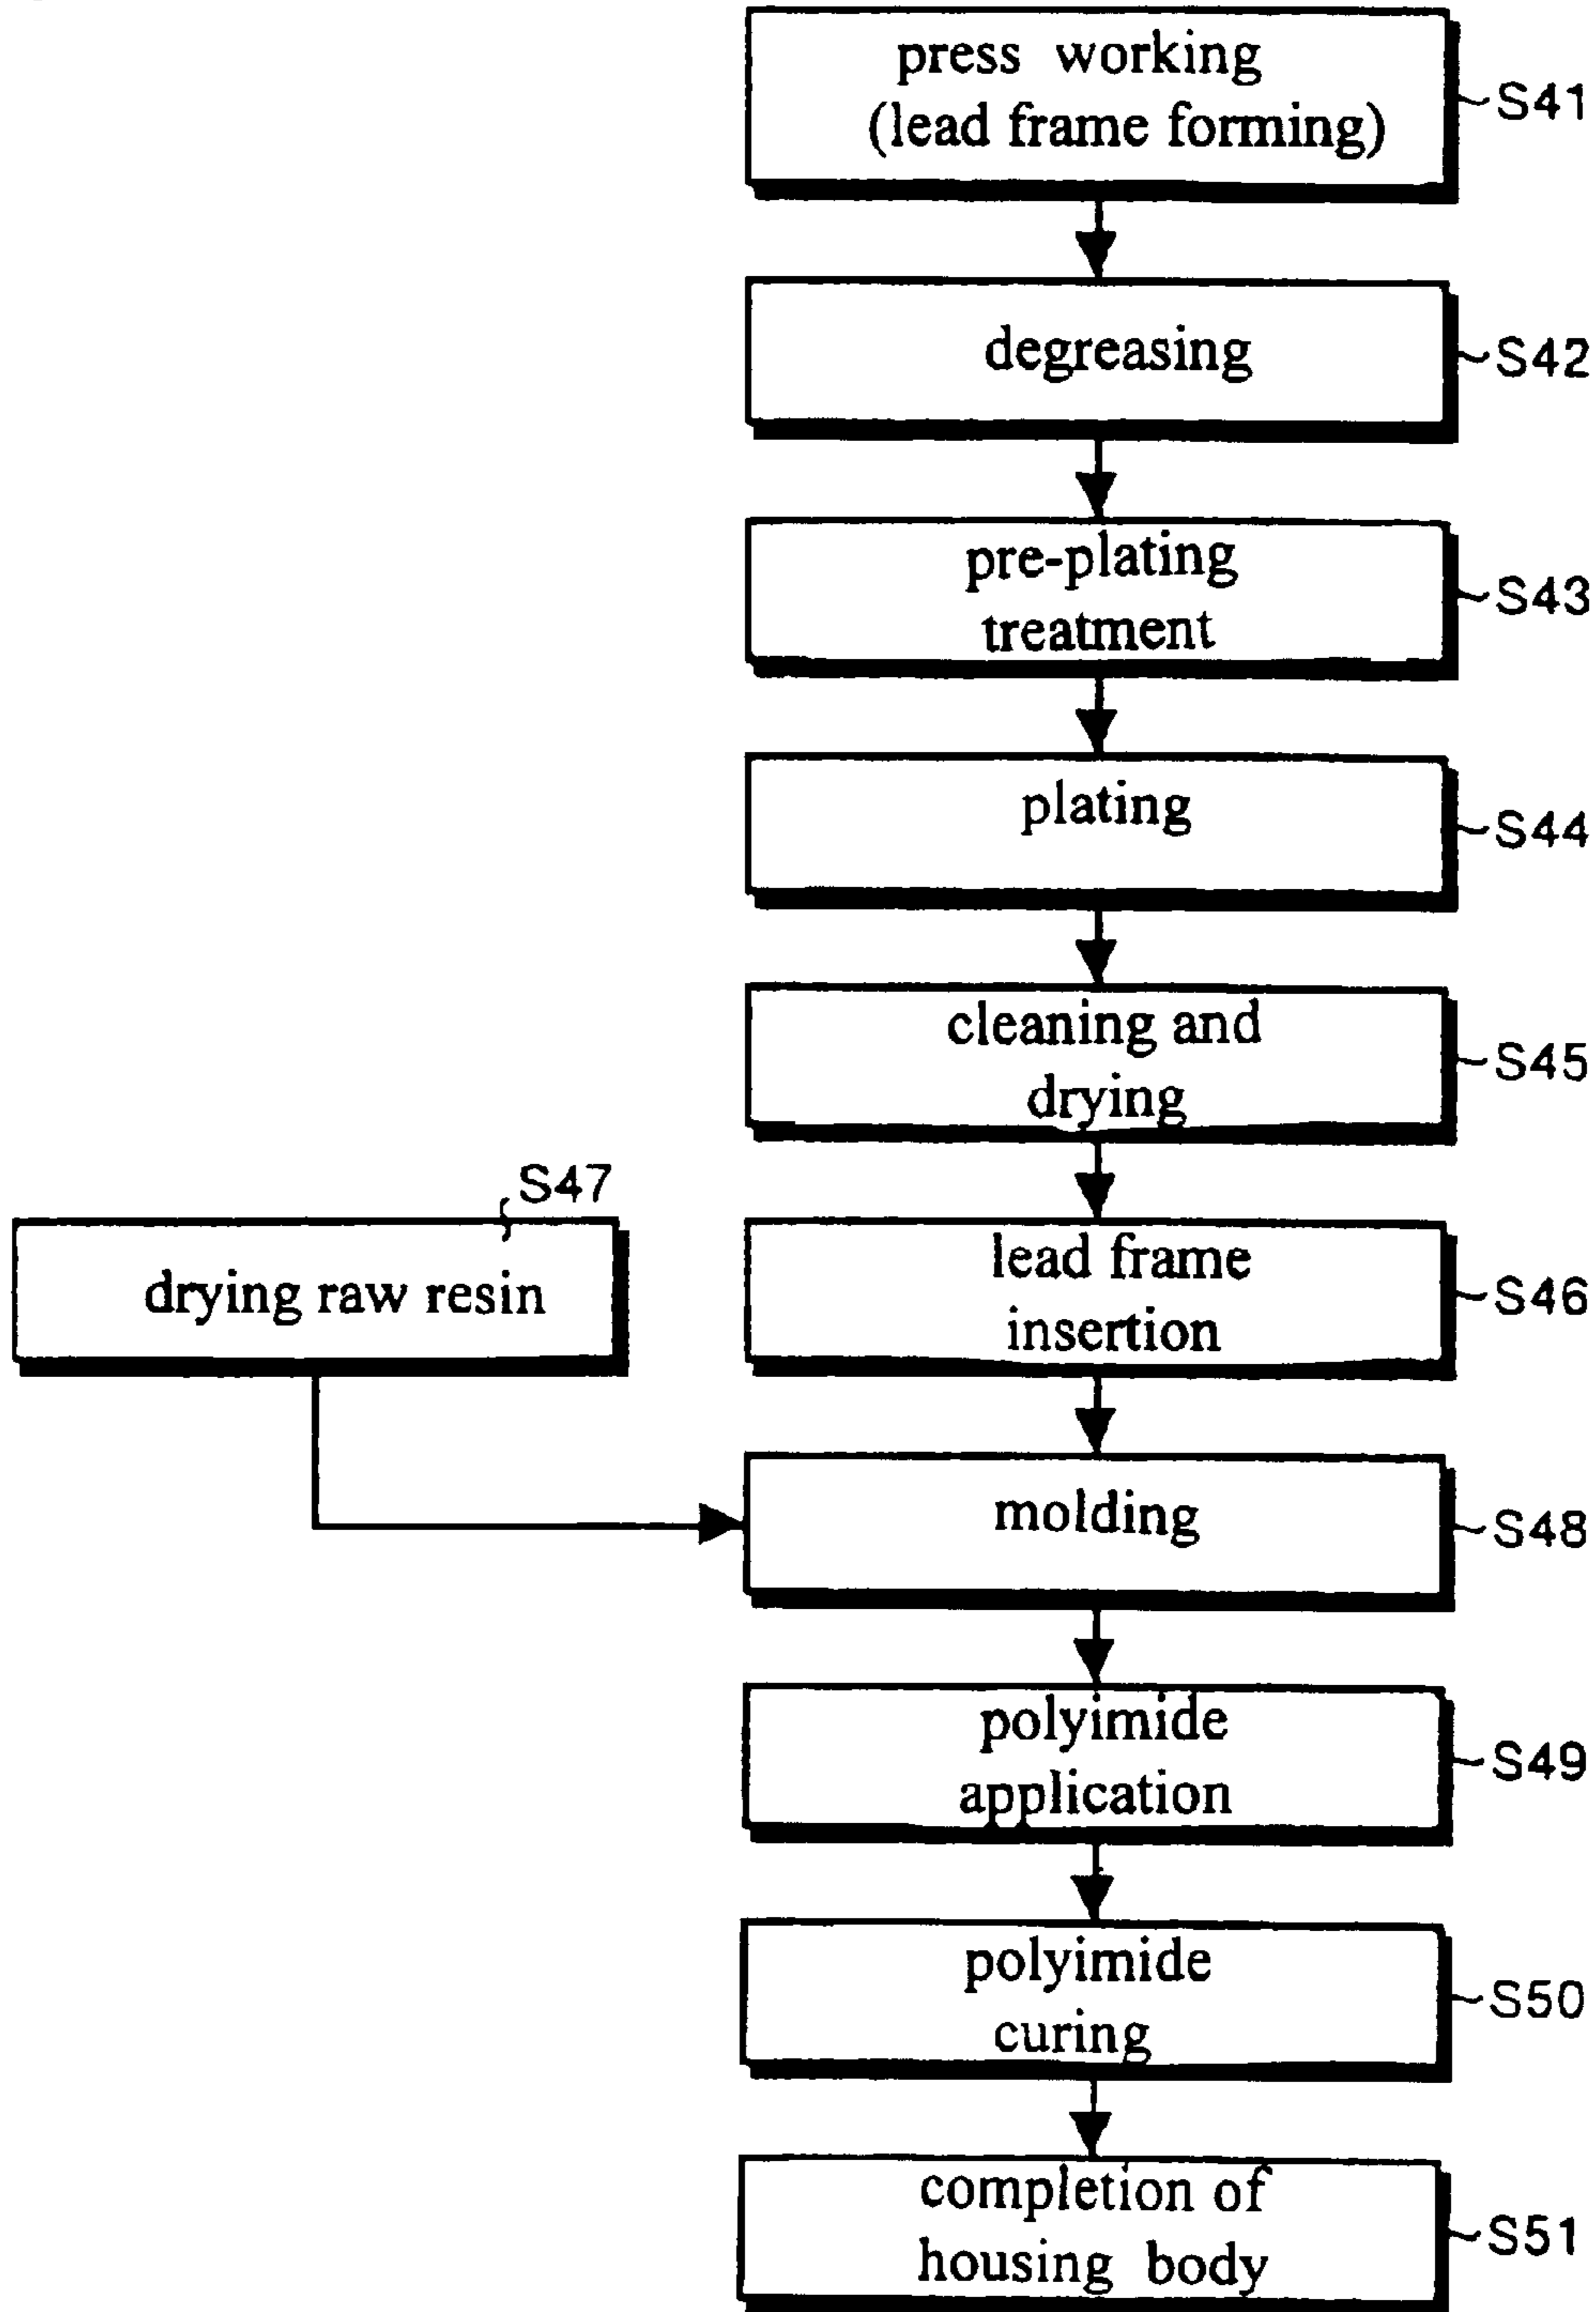 press working
(lead frame forming)
S41
degreasing
S42
pre-plating
treatment
S43
plating
S44
cleaning and
drying
S45
S47
drying raw resin
lead frame
insertion
S46
molding
S48
polyimide
application
S49
polyimide
curing
S50
completion of
housing body
S51